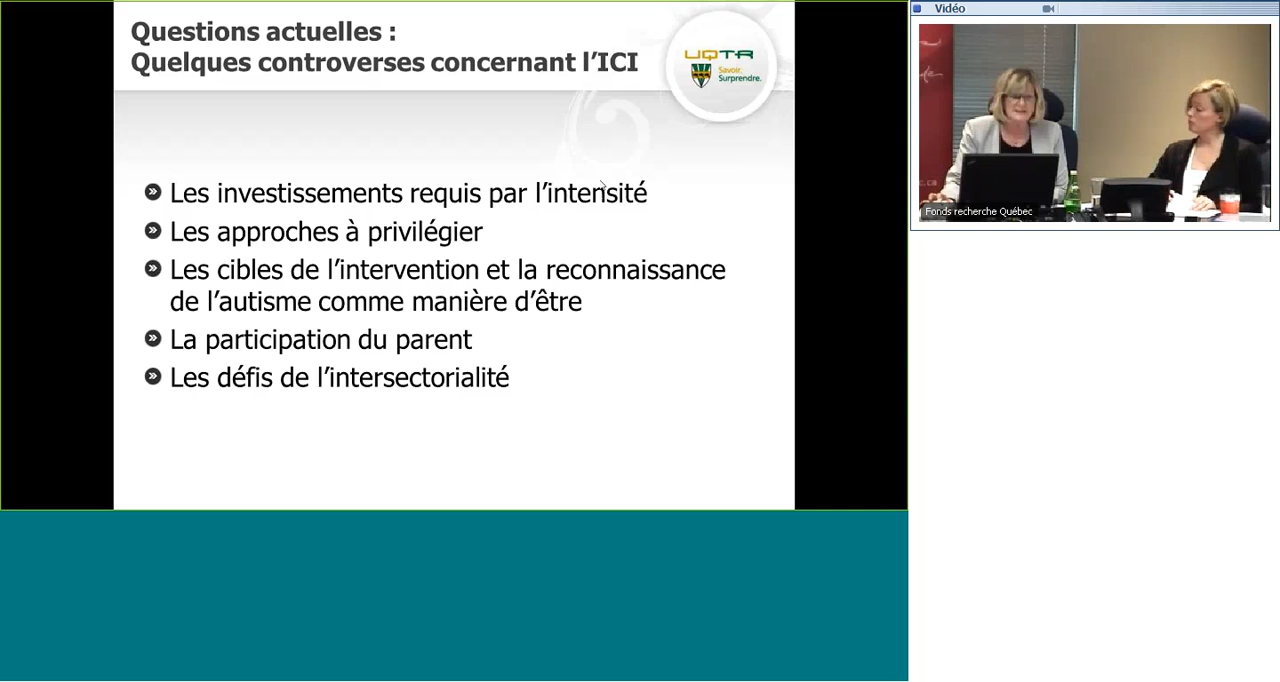 Questions actuelles :
Quelques controverses concernant l’ICI
UQTR
Savoir.
Surprendre.
Les investissements requis par l’intensité
Les approches à privilégier
Les cibles de l’intervention et la reconnaissance
de l’autisme comme manière d’être
La participation du parent
Les défis de l’intersectorialité
Vidéo
Fonds recherche Québec